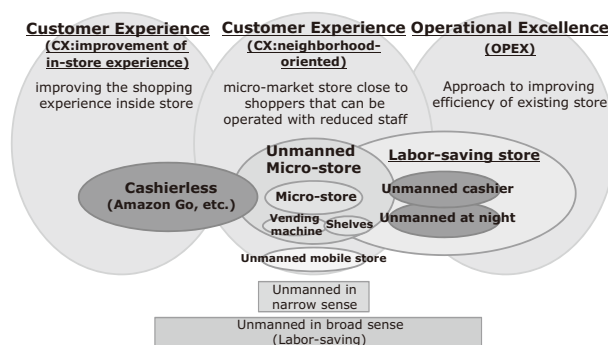 Customer Experience
(CX:improvement of
in-store experience)
improving the shopping
experience inside store
Customer Experience
(CX:neighborhood-
oriented)
micro-market store close to
shoppers that can be
operated with reduced staff
Operational Excellence
(OPEX)
Approach to improving
efficiency of existing store
Cashierless
(Amazon Go, etc.)
Unmanned
Micro-store
Micro-store
Vending
machine
Shelves
Unmanned mobile store
Labor-saving store
Unmanned cashier
Unmanned at night
Unmanned in
narrow sense
Unmanned in broad sense
(Labor-saving)